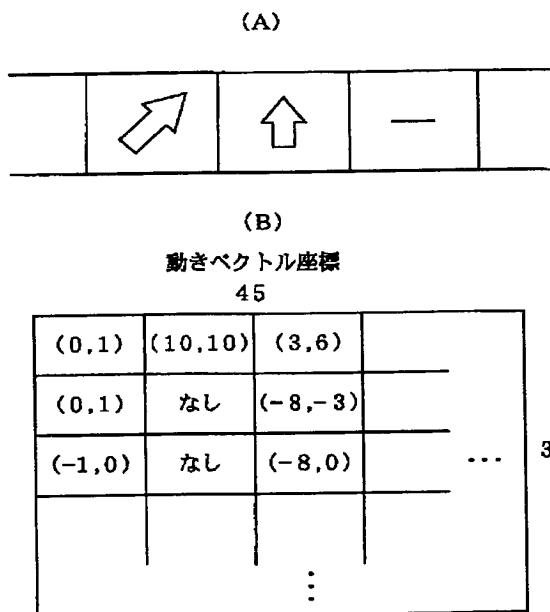 (A)
(B)
動きベクトル座標
45
(0,1) (10,10) (3,6)
(0,1) なし (-8,-3)
(-1,0) なし (-8,0) ... 3